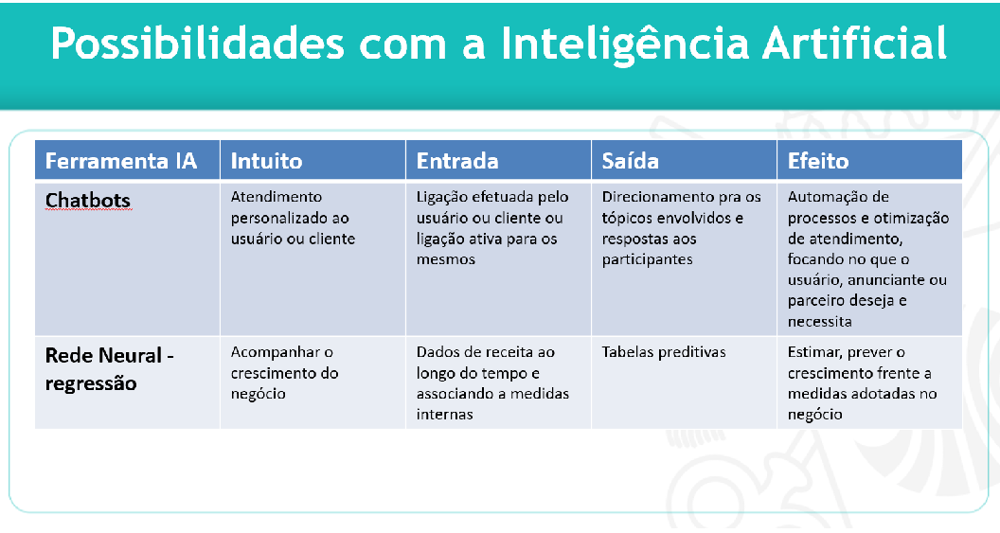 Possibilidades com a Inteligência Artificial
Ferramenta IA
Intuito
Entrada
Saída
Efeito
Chatbots
Atendimento
personalizado ao
usuário ou cliente
Ligação efetuada pelo
usuário ou cliente ou
ligação ativa para os
mesmos
Direcionamento pra os
tópicos envolvidos e
respostas aos
participantes
Automação de
processos e otimização
de atendimento,
focando no que o
usuário, anunciante ou
parceiro deseja e
necessita
Rede Neural -
regressão
Acompanhar o
crescimento do
negócio
Dados de receita ao
longo do tempo e
associando a medidas
internas
Tabelas preditivas
Estimar, prever o
crescimento frente a
medidas adotadas no
negócio